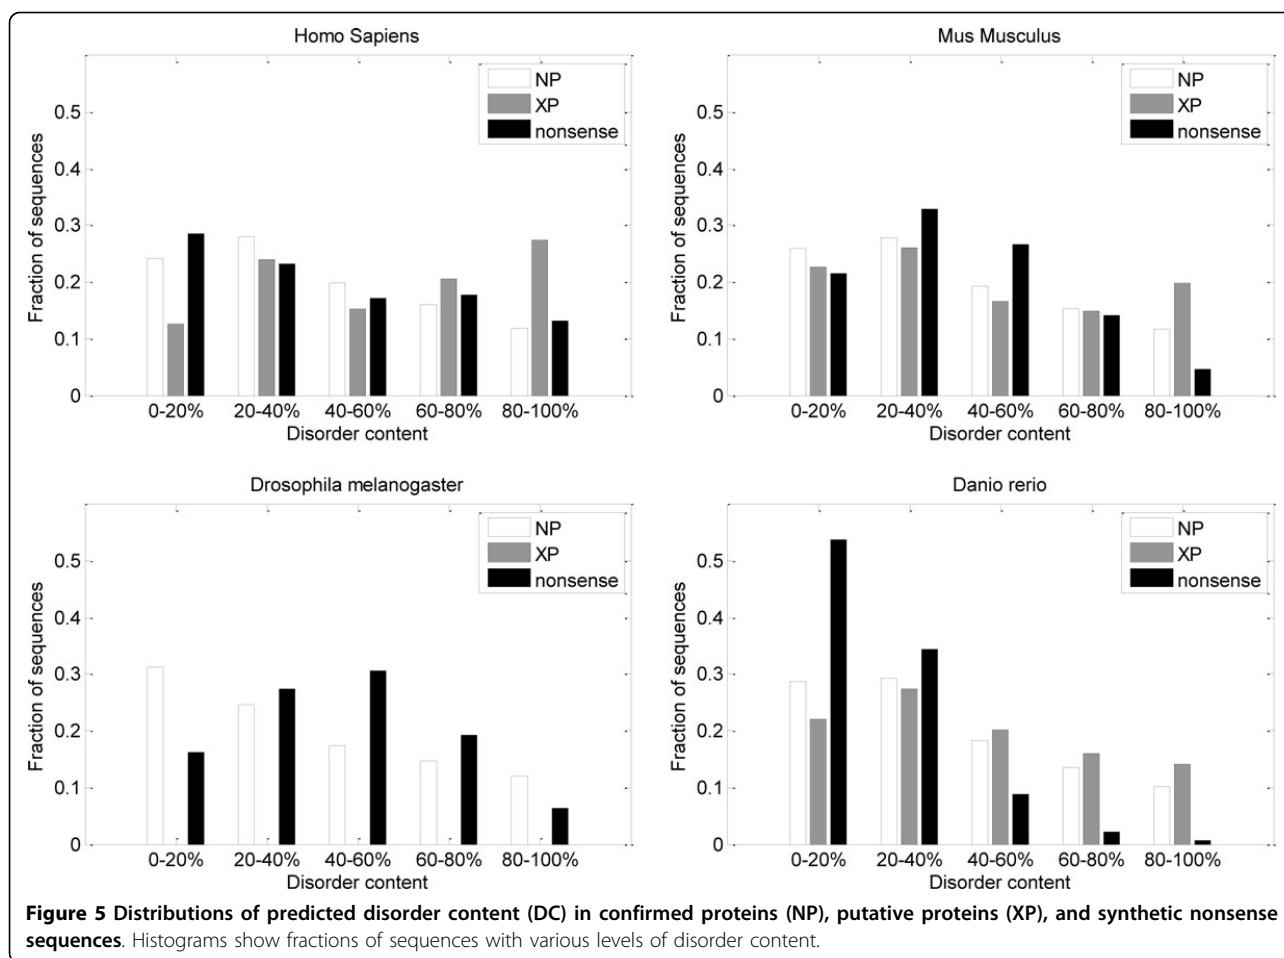 Homo Sapiens
NP
XP
nonsense
0.5
0.4
0.3
0.2
0.1
0
Fraction of sequences
0-20% 20-40% 40-60% 60-80% 80-100%
Disorder content
Mus Musculus
NP
XP
nonsense
0.5
0.4
0.3
0.2
0.1
0
Fraction of sequences
0-20% 20-40% 40-60% 60-80% 80-100%
Disorder content
Drosophila melanogaster
NP
XP
nonsense
0.5
0.4
0.3
0.2
0.1
0
Fraction of sequences
0-20% 20-40% 40-60% 60-80% 80-100%
Disorder content
Danio rerio
NP
XP
nonsense
0.5
0.4
0.3
0.2
0.1
0
Fraction of sequences
0-20% 20-40% 40-60% 60-80% 80-100%
Disorder content
Figure 5 Distributions of predicted disorder content (DC) in confirmed proteins (NP), putative proteins (XP), and synthetic nonsense
sequences. Histograms show fractions of sequences with various levels of disorder content.